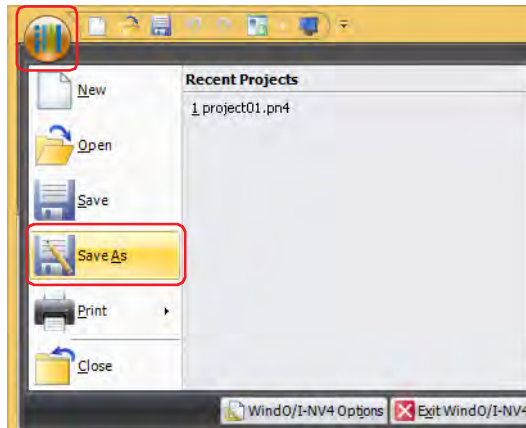 Recent Projects
1 project01.pn4
New
Open
Save
Save As
Print
Close
WindO/I-NV4 Options
Exit WindO/I-NV4